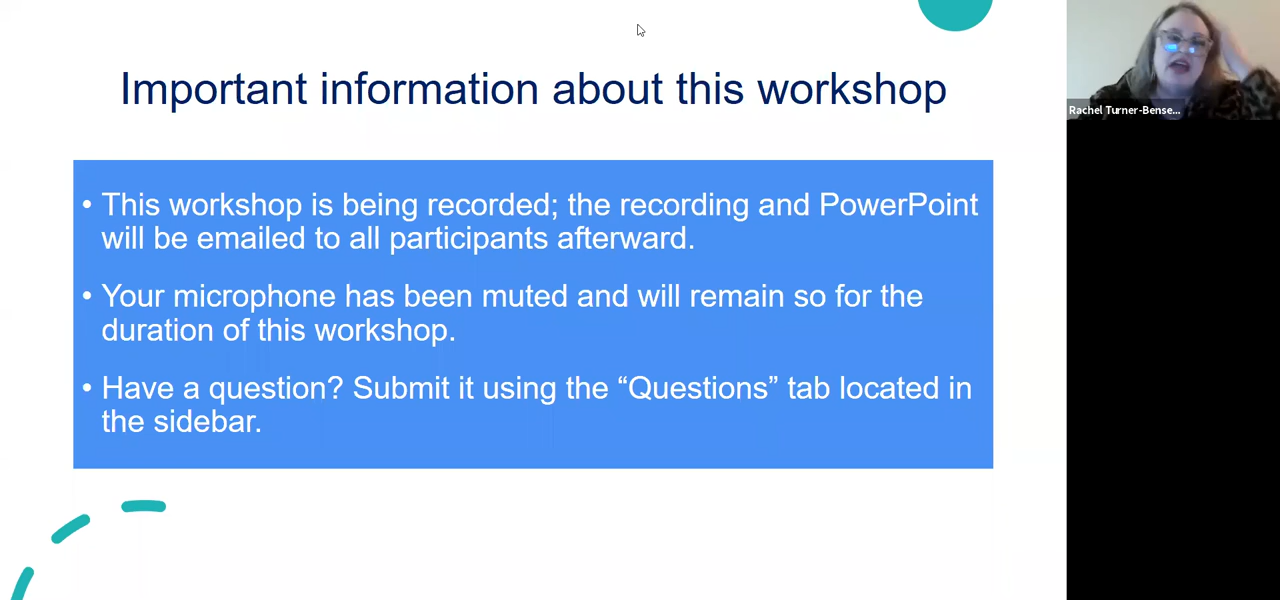 Important information about this workshop
• This workshop is being recorded; the recording and PowerPoint
will be emailed to all participants afterward.
• Your microphone has been muted and will remain so for the
duration of this workshop.
• Have a question? Submit it using the “Questions” tab located in
the sidebar.
Rachel Turner-Bense...